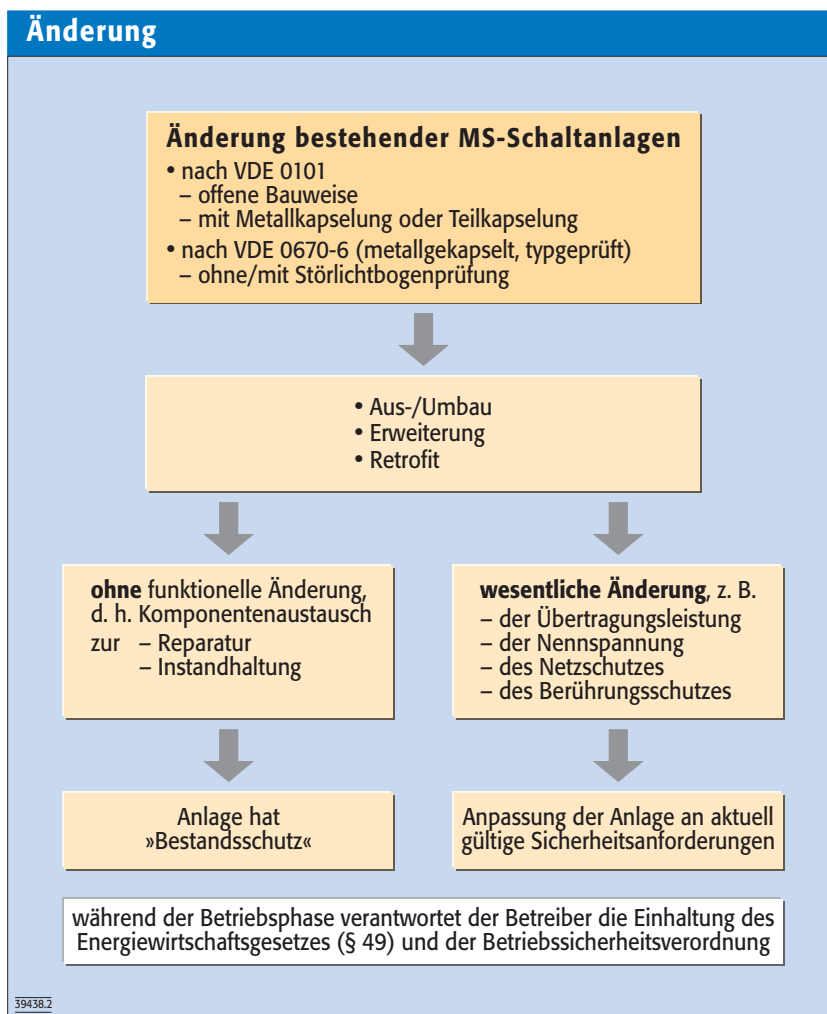 Änderung
Änderung bestehender MS-Schaltanlagen
• nach VDE 0101
– offene Bauweise
– mit Metallkapselung oder Teilkapselung
• nach VDE 0670-6 (metallgekapselt, typgeprüft)
– ohne/mit Störlichtbogenprüfung
• Aus-/Umbau
• Erweiterung
• Retrofit
ohne funktionelle Änderung,
d. h. Komponentenaustausch
zur – Reparatur
– Instandhaltung
wesentliche Änderung, z. B.
– der Übertragungsleistung
– der Nennspannung
– des Netzschutzes
– des Berührungsschutzes
Anlage hat
»Bestandsschutz«
Anpassung der Anlage an aktuell
gültige Sicherheitsanforderungen
während der Betriebsphase verantwortet der Betreiber die Einhaltung des
Energiewirtschaftsgesetzes (§ 49) und der Betriebssicherheitsverordnung
39438.2